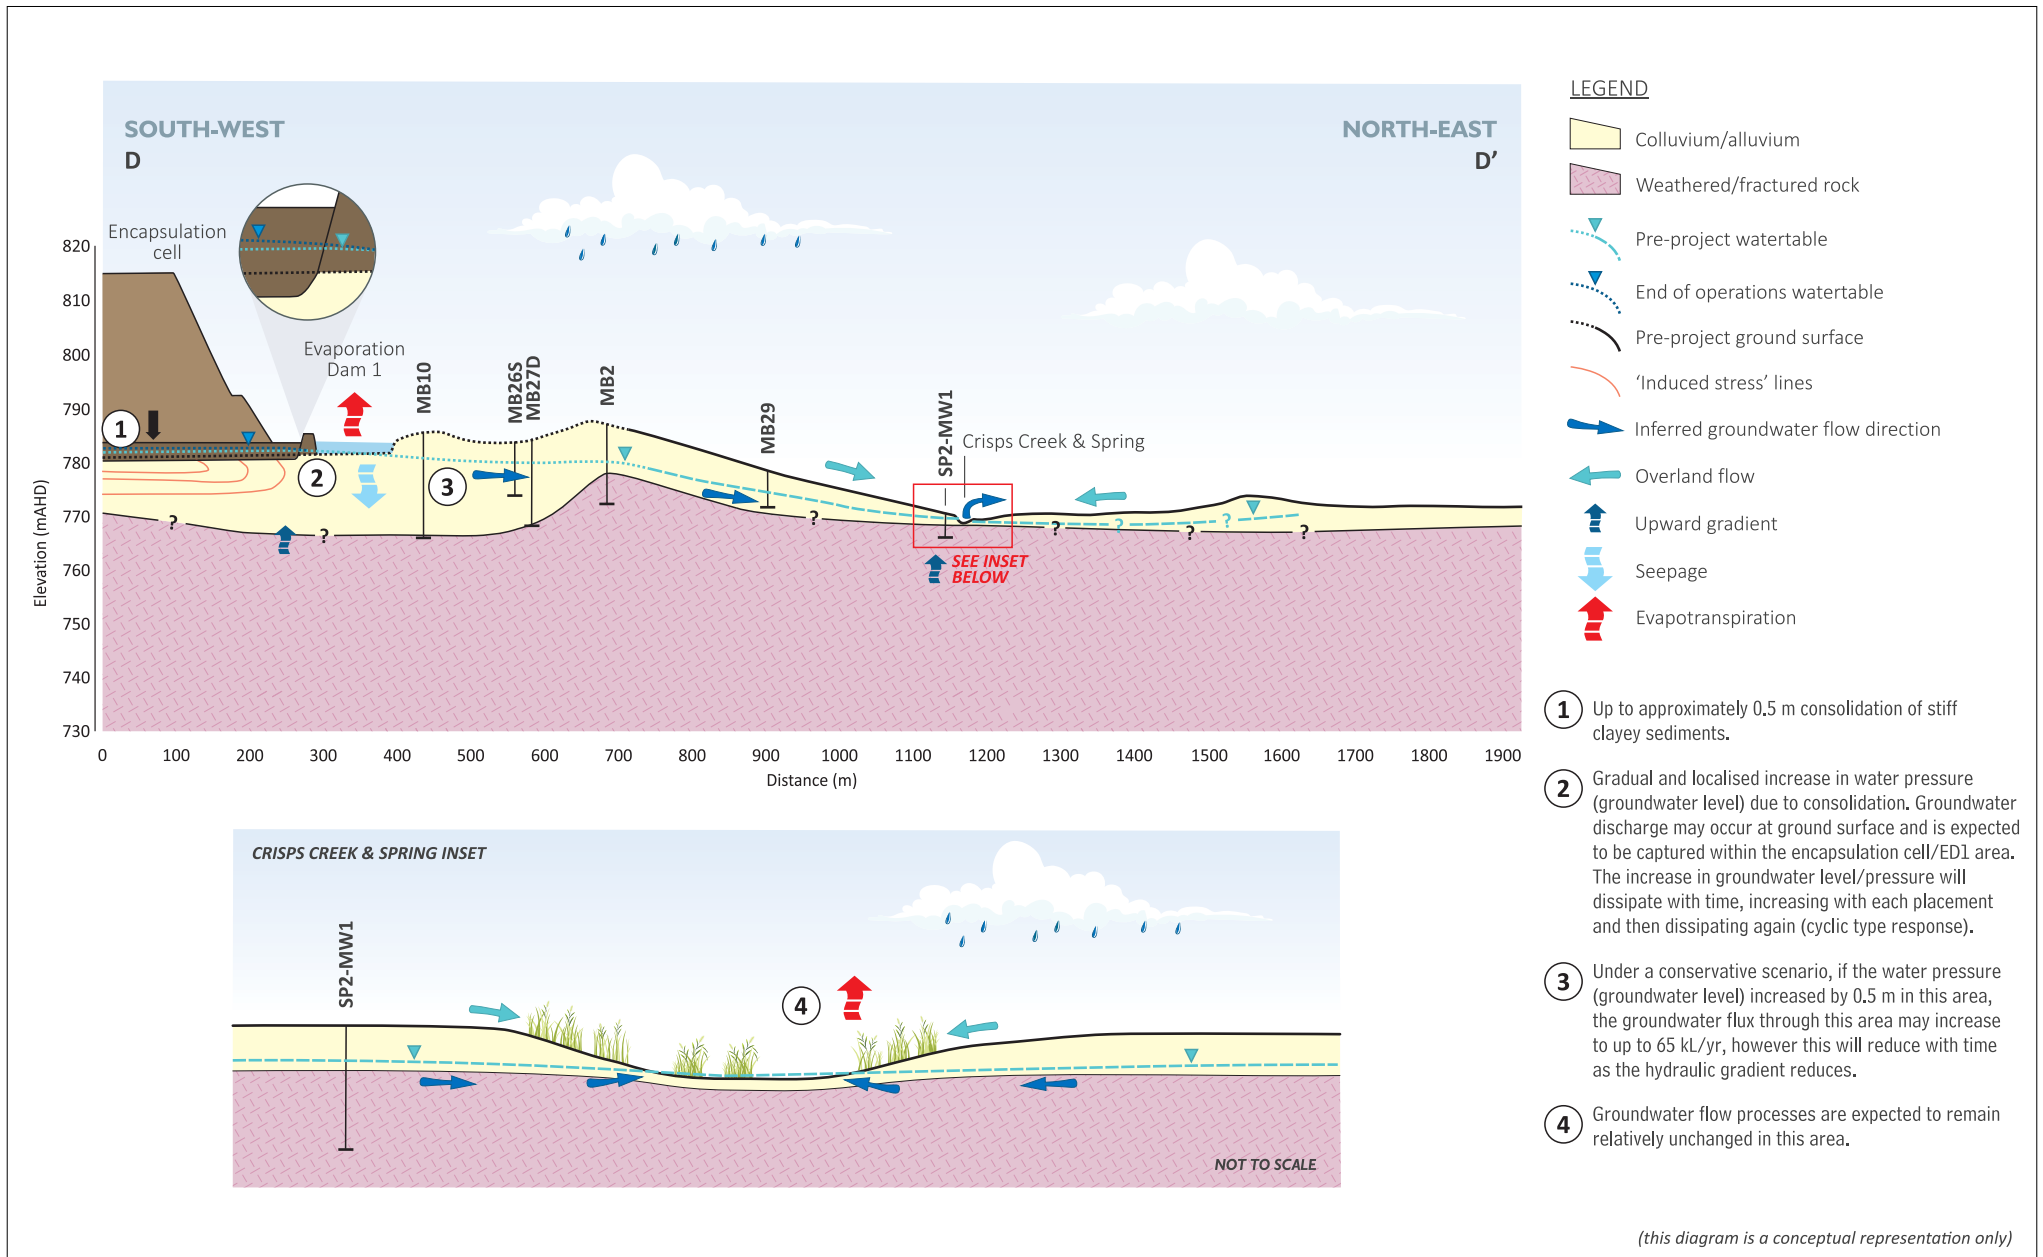 SOUTH-WEST
D
NORTH-EAST
D'
Encapsulation
cell
Evaporation
Dam 1
MB10
MB26S
MB27D
MB2
MB29
SP2-MW1
Crisps Creek & Spring
1
2
3
SEE INSET
BELOW
?
?
?
?
?
?
?
?
?
Elevation (mAHD)
820
810
800
790
780
770
760
750
740
730
0 100 200 300 400 500 600 700 800 900 1000 1100 1200 1300 1400 1500 1600 1700 1800 1900
Distance (m)
LEGEND
Colluvium/alluvium
Weathered/fractured rock
Pre-project watertable
End of operations watertable
Pre-project ground surface
'Induced stress' lines
Inferred groundwater flow direction
Overland flow
Upward gradient
Seepage
Evapotranspiration
1 Up to approximately 0.5 m consolidation of stiff
clayey sediments.
2 Gradual and localised increase in water pressure
(groundwater level) due to consolidation. Groundwater
discharge may occur at ground surface and is expected
to be captured within the encapsulation cell/ED1 area.
The increase in groundwater level/pressure will
dissipate with time, increasing with each placement
and then dissipating again (cyclic type response).
3 Under a conservative scenario, if the water pressure
(groundwater level) increased by 0.5 m in this area,
the groundwater flux through this area may increase
to up to 65 kL/yr, however this will reduce with time
as the hydraulic gradient reduces.
4 Groundwater flow processes are expected to remain
relatively unchanged in this area.
CRISPS CREEK & SPRING INSET
SP2-MW1
4
NOT TO SCALE
(this diagram is a conceptual representation only)